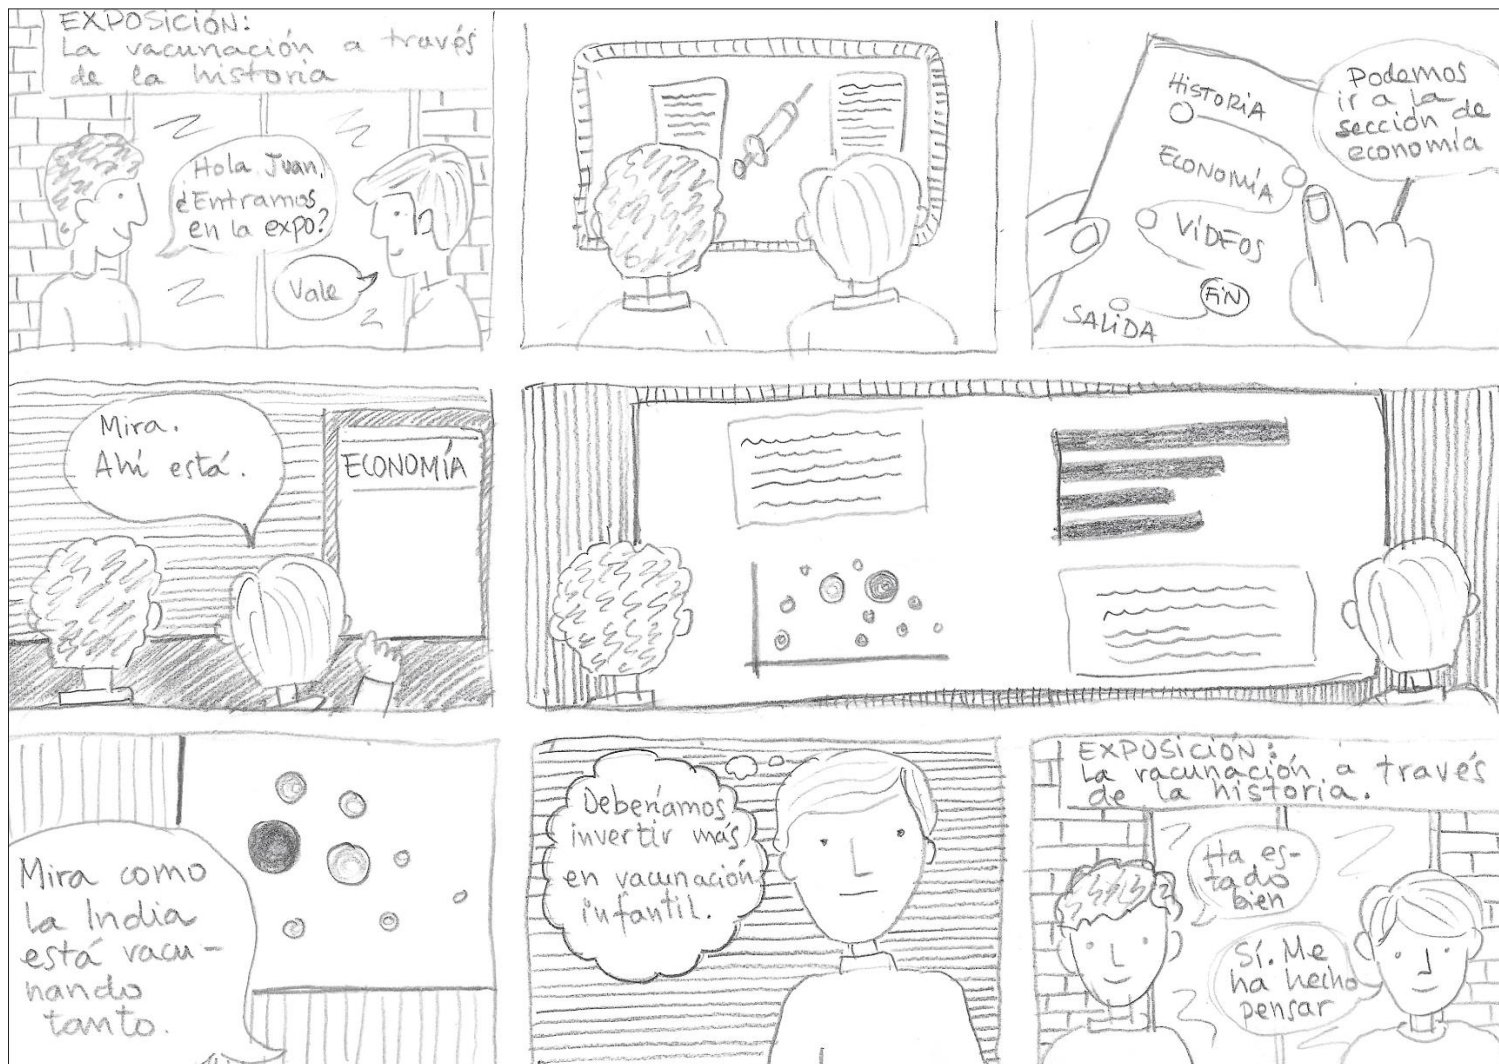 EXPOSICIÓN:
La vacunación a través
de la historia
Hola Juan,
¿Entramos
en la expo?
Vale
HISTORIA
ECONOMÍA
VÍDEOS
FIN
SALIDA
Podemos
ir a la
sección de
economía
Mira.
Ahí está.
ECONOMÍA
Mira como
la India
está vacu-
nando
tanto.
Deberíamos
invertir más
en vacunación
infantil.
EXPOSICIÓN:
La vacunación a través
de la historia.
Ha es-
tado
bien
Sí. Me
ha hecho
pensar